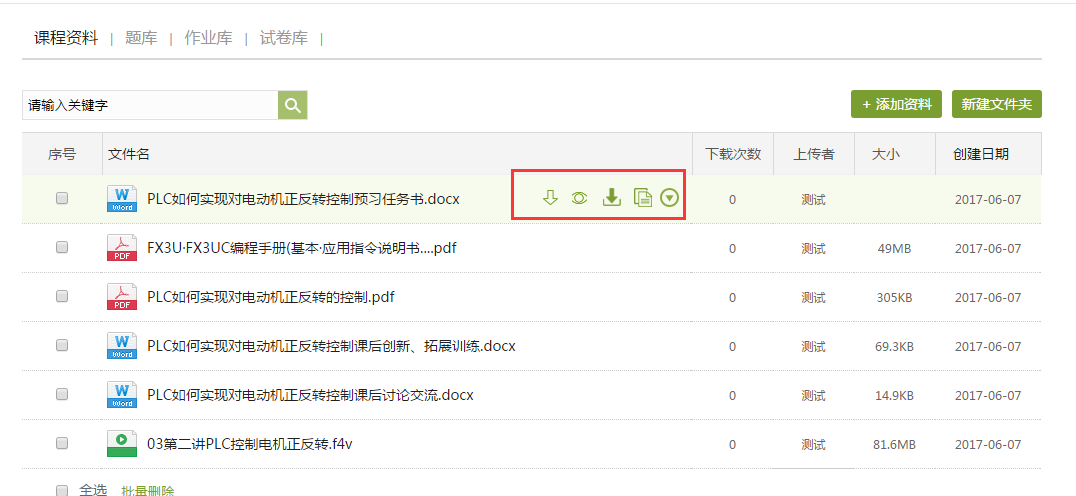 课程资料 | 题库 | 作业库 | 试卷库 |
请输入关键字
+ 添加资料 新建文件夹
序号 文件名 下载次数 上传者 大小 创建日期
Word PLC如何实现对电动机正反转控制预习任务书.docx 0 测试 2017-06-07
PDF FX3U·FX3UC编程手册(基本·应用指令说明书....pdf 0 测试 49MB 2017-06-07
PDF PLC如何实现对电动机正反转的控制.pdf 0 测试 305KB 2017-06-07
Word PLC如何实现对电动机正反转控制课后创新、拓展训练.docx 0 测试 69.3KB 2017-06-07
Word PLC如何实现对电动机正反转控制课后讨论交流.docx 0 测试 14.9KB 2017-06-07
03第二讲PLC控制电机正反转.f4v 0 测试 81.6MB 2017-06-07
全选 批量删除